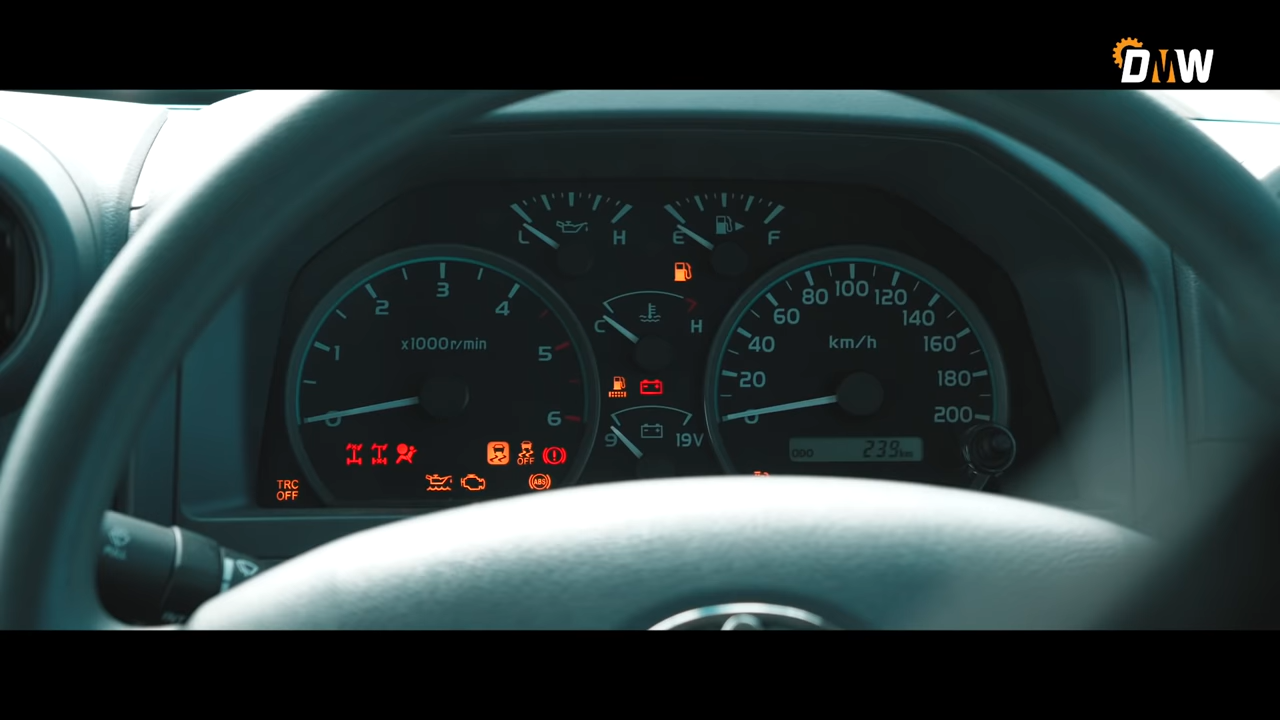 DMW
L H
E F
3
2 4
x1000r/min
1 5
0 6
C H
9 19V
100
80 120
60 140
km/h
40 160
20 180
0 200
ODO 239km
OFF
TRC
OFF
ABS